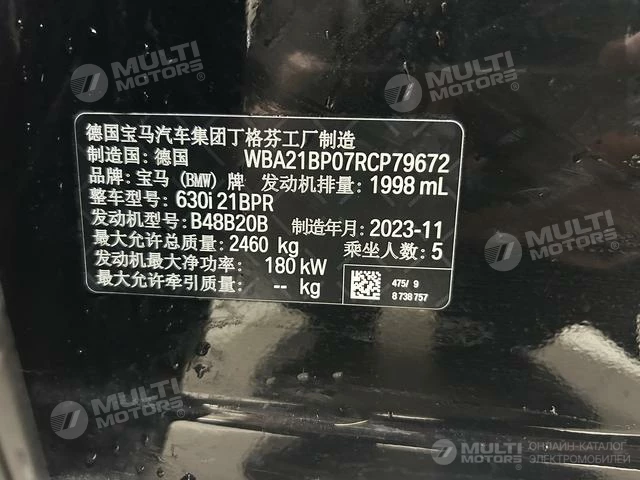 MULTI MOTORS
MULTI MOTORS
德国宝马汽车集团丁格芬工厂制造
制造国: 德国 WBA21BP07RCP79672
品牌: 宝马 (BMW) 牌 发动机排量: 1998 mL
整车型号: 630i 21BPR
发动机型号: B48B20B 制造年月: 2023-11
最大允许总质量: 2460 kg 乘坐人数: 5
发动机最大净功率: 180 kW
最大允许牵引质量: -- kg
475/ 9
8 738 757
MULTI MOTORS
MULTI MOTORS
MULTI MOTORS
ОНЛАЙН-КАТАЛОГ
ЭЛЕКТРОМОБИЛЕЙ